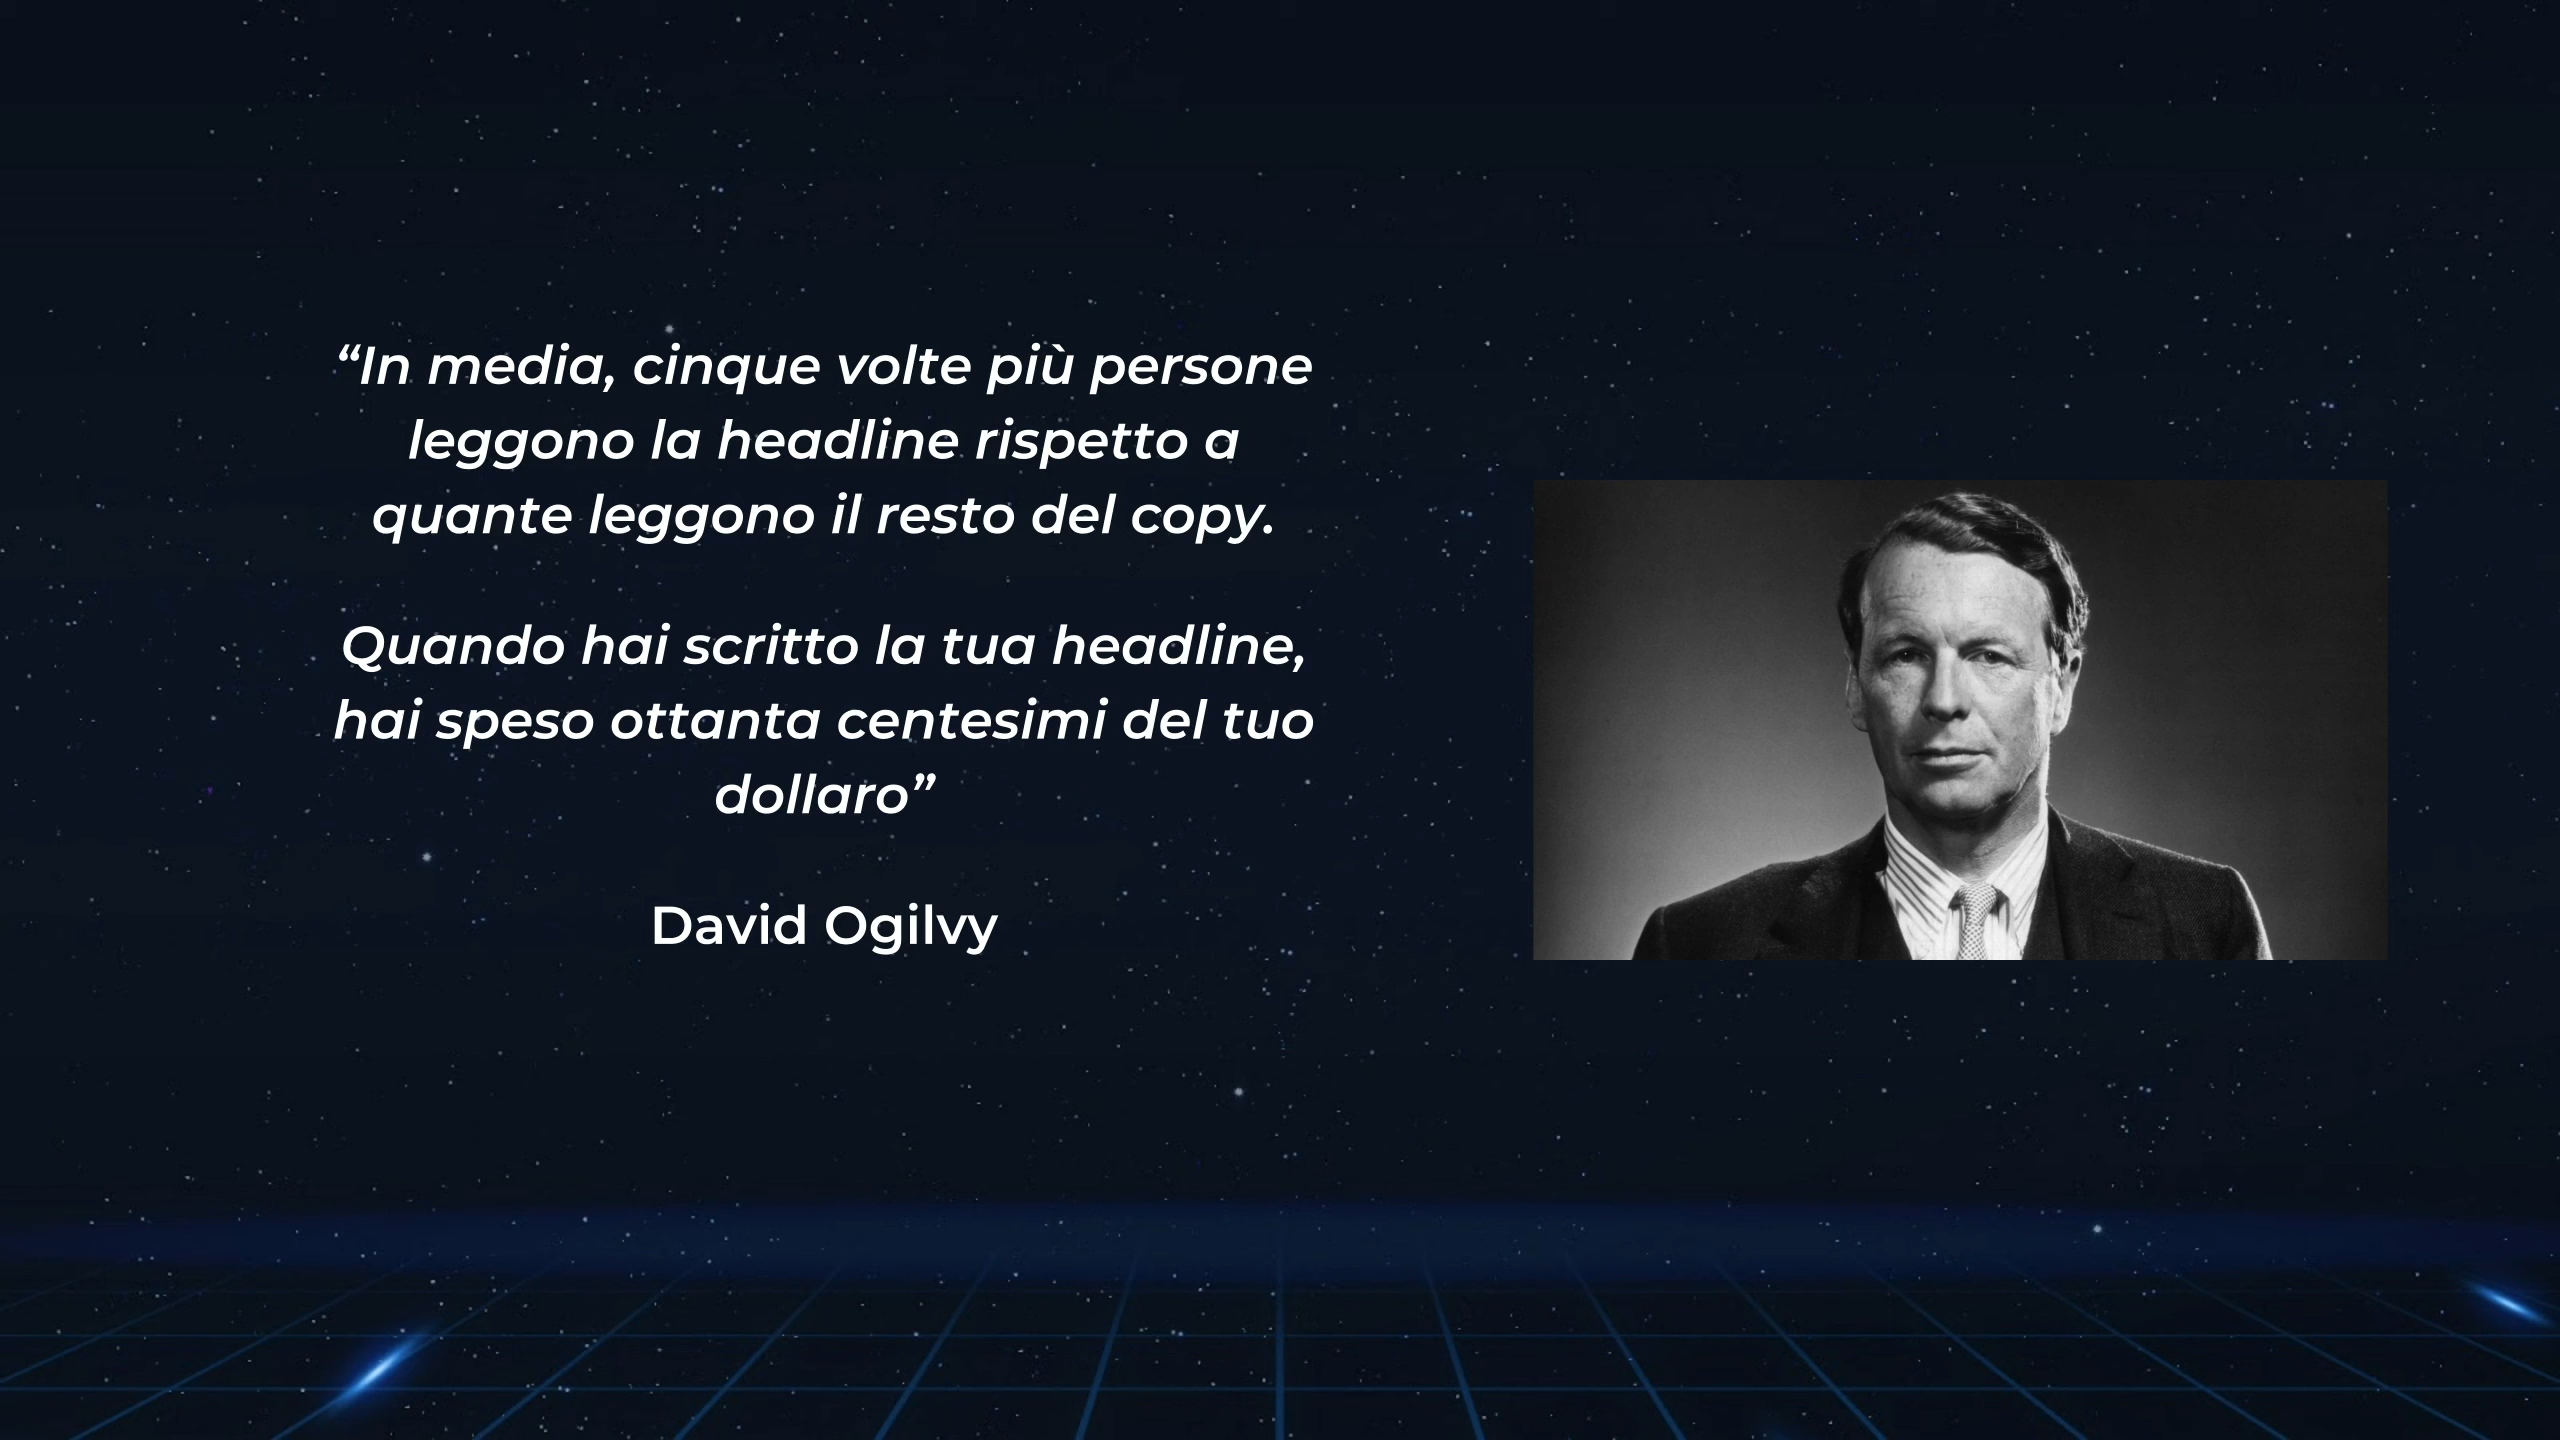 “In media, cinque volte più persone
leggono la headline rispetto a
quante leggono il resto del copy.
Quando hai scritto la tua headline,
hai speso ottanta centesimi del tuo
dollaro”
David Ogilvy